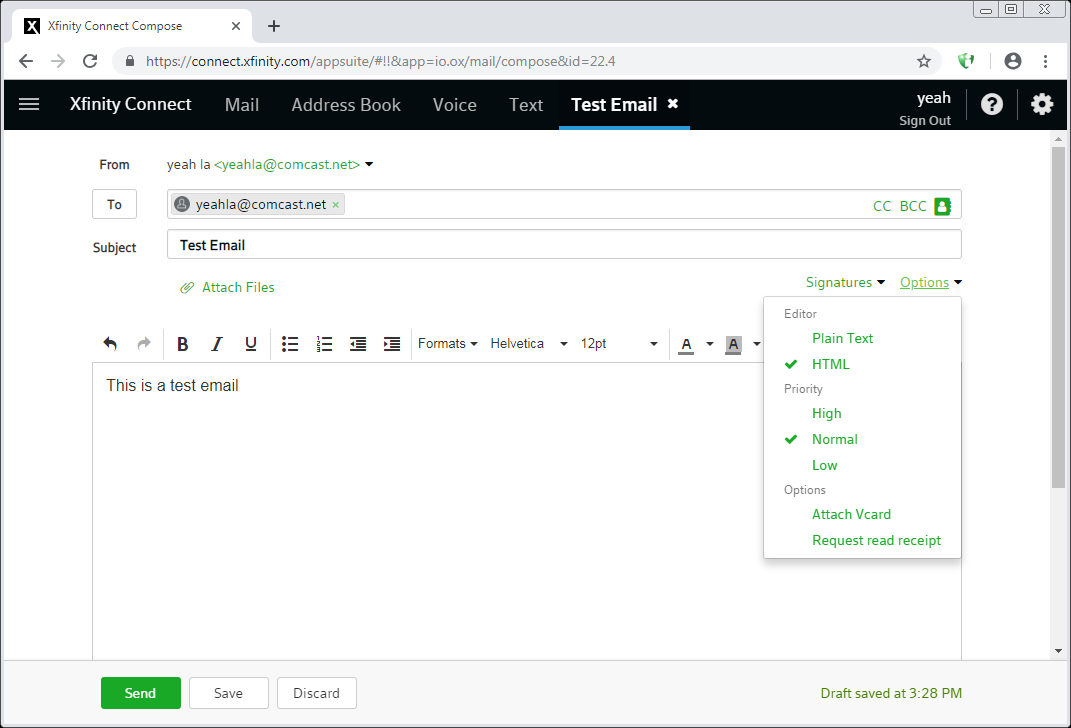 Xfinity Connect Compose
https://connect.xfinity.com/appsuite/#!!&app=io.ox/mail/compose&id=22.4
Xfinity Connect Mail Address Book Voice Text Test Email yeah
Sign Out
From yeah la <yeahla@comcast.net>
To yeahla@comcast.net CC BCC
Subject Test Email
Attach Files Signatures Options
Editor
Plain Text
HTML
Priority
High
Normal
Low
Options
Attach Vcard
Request read receipt
B I U Formats Helvetica 12pt A A
This is a test email
Send Save Discard Draft saved at 3:28 PM